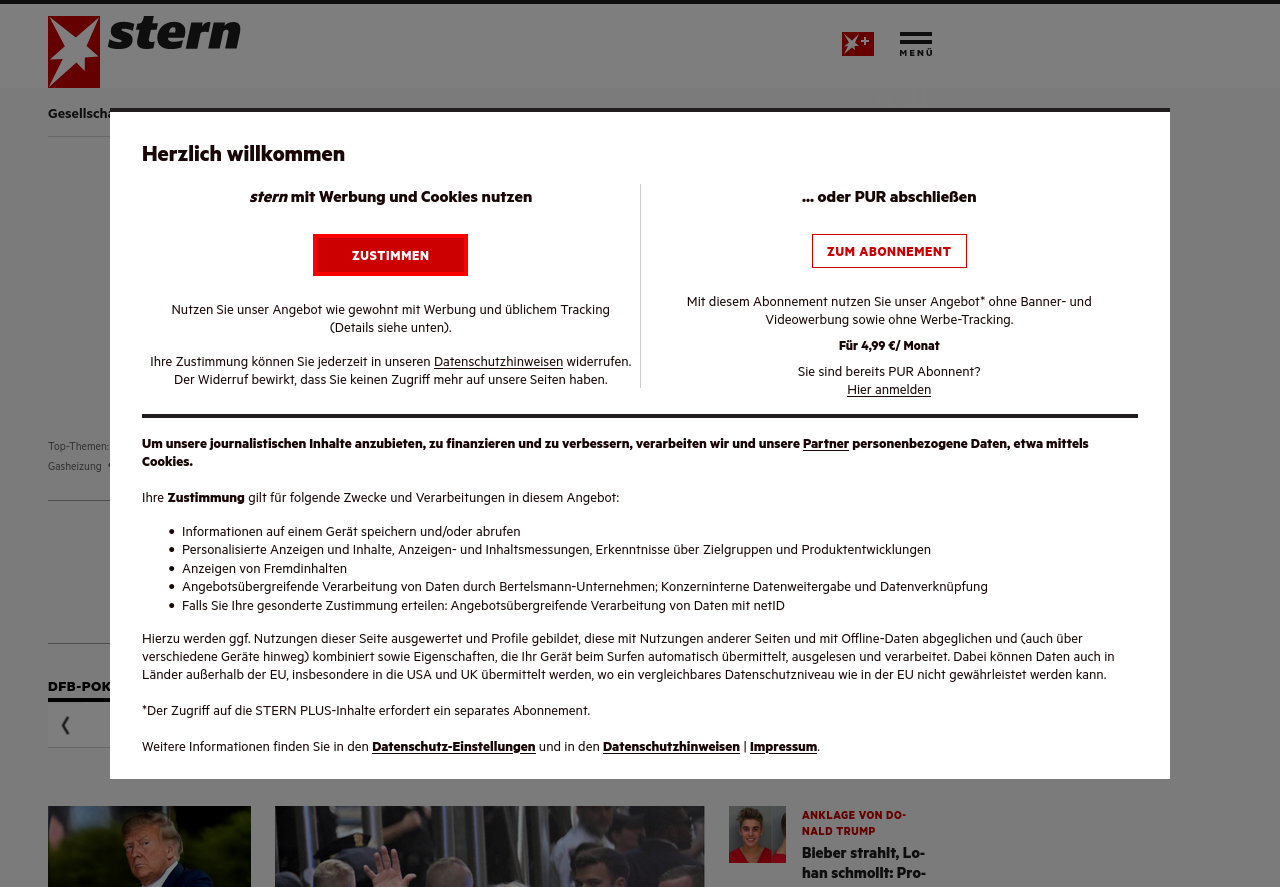 stern
MENÜ
Gesellscha
Herzlich willkommen
stern mit Werbung und Cookies nutzen
ZUSTIMMEN
Nutzen Sie unser Angebot wie gewohnt mit Werbung und üblichem Tracking
(Details siehe unten).
Ihre Zustimmung können Sie jederzeit in unseren Datenschutzhinweisen widerrufen.
Der Widerruf bewirkt, dass Sie keinen Zugriff mehr auf unsere Seiten haben.
... oder PUR abschließen
ZUM ABONNEMENT
Mit diesem Abonnement nutzen Sie unser Angebot* ohne Banner- und
Videowerbung sowie ohne Werbe-Tracking.
Für 4,99 €/ Monat
Sie sind bereits PUR Abonnent?
Hier anmelden
Um unsere journalistischen Inhalte anzubieten, zu finanzieren und zu verbessern, verarbeiten wir und unsere Partner personenbezogene Daten, etwa mittels
Cookies.
Ihre Zustimmung gilt für folgende Zwecke und Verarbeitungen in diesem Angebot:
• Informationen auf einem Gerät speichern und/oder abrufen
• Personalisierte Anzeigen und Inhalte, Anzeigen- und Inhaltsmessungen, Erkenntnisse über Zielgruppen und Produktentwicklungen
• Anzeigen von Fremdinhalten
• Angebotsübergreifende Verarbeitung von Daten durch Bertelsmann-Unternehmen; Konzerninterne Datenweitergabe und Datenverknüpfung
• Falls Sie Ihre gesonderte Zustimmung erteilen: Angebotsübergreifende Verarbeitung von Daten mit netID
Hierzu werden ggf. Nutzungen dieser Seite ausgewertet und Profile gebildet, diese mit Nutzungen anderer Seiten und mit Offline-Daten abgeglichen und (auch über
verschiedene Geräte hinweg) kombiniert sowie Eigenschaften, die Ihr Gerät beim Surfen automatisch übermittelt, ausgelesen und verarbeitet. Dabei können Daten auch in
Länder außerhalb der EU, insbesondere in die USA und UK übermittelt werden, wo ein vergleichbares Datenschutzniveau wie in der EU nicht gewährleistet werden kann.
*Der Zugriff auf die STERN PLUS-Inhalte erfordert ein separates Abonnement.
Weitere Informationen finden Sie in den Datenschutz-Einstellungen und in den Datenschutzhinweisen | Impressum.
Top-Themen:
Gasheizung
DFB-POK
ANKLAGE VON DO-
NALD TRUMP
Bieber strahlt, Lo-
han schmollt: Pro-